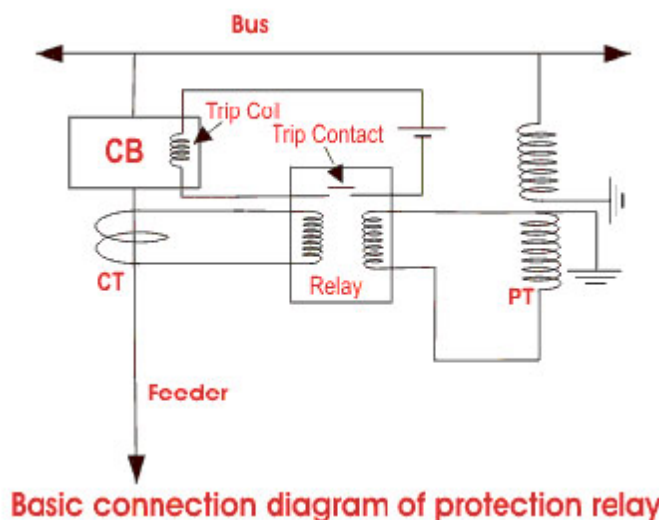 Bus
Trip Coil
Trip Contact
CB
Relay
CT
PT
Feeder
Basic connection diagram of protection relay